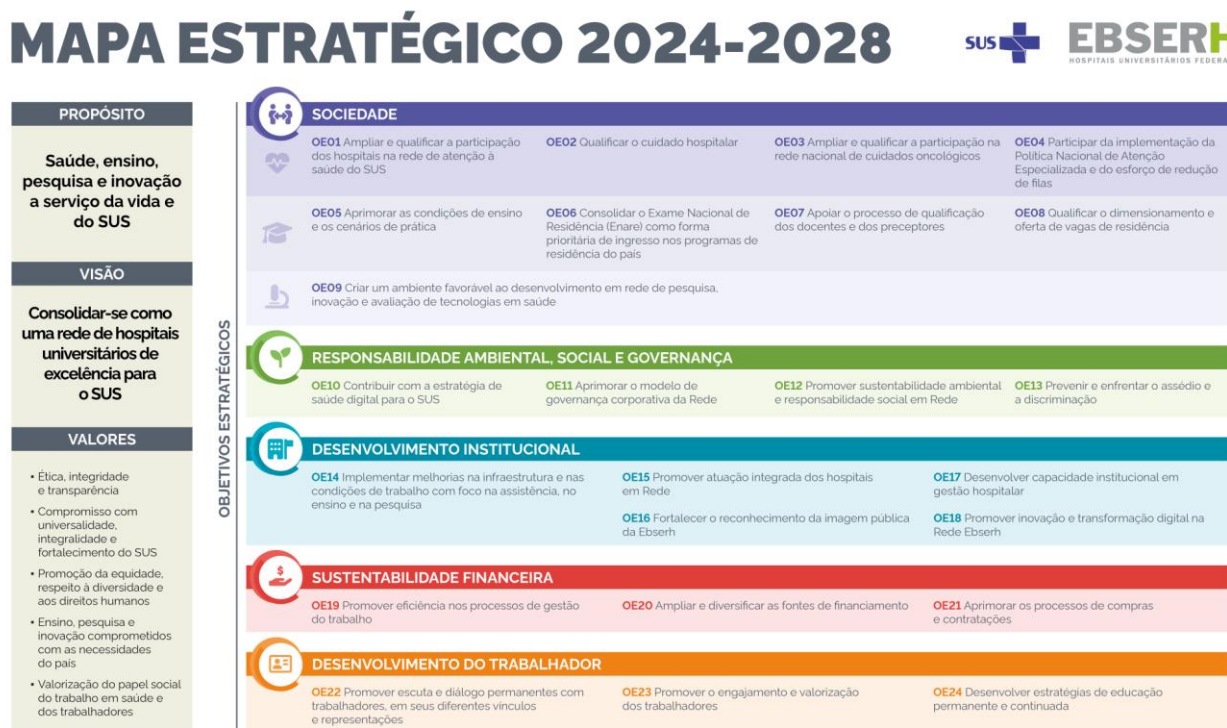 MAPA ESTRATÉGICO 2024-2028
SUS
EBSERH
HOSPITAIS UNIVERSITÁRIOS
PROPÓSITO
Saúde, ensino,
pesquisa e inovação
a serviço da vida e
do SUS
VISÃO
Consolidar-se como
uma rede de hospitais
universitários de
excelência para
o SUS
VALORES
• Ética, integridade
e transparência
• Compromisso com
universalidade,
integralidade e
fortalecimento do SUS
• Promoção da equidade,
respeito à diversidade e
aos direitos humanos
• Ensino, pesquisa e
inovação comprometidos
com as necessidades
do país
• Valorização do papel social
do trabalho em saúde e
dos trabalhadores
OBJETIVOS ESTRATÉGICOS
SOCIEDADE
OE01 Ampliar e qualificar a participação
dos hospitais na rede de atenção à
saúde do SUS
OE02 Qualificar o cuidado hospitalar
OE03 Ampliar e qualificar a participação na
rede nacional de cuidados oncológicos
OE04 Participar da implementação da
Política Nacional de Atenção
Especializada e do esforço de redução
de filas
OE05 Aprimorar as condições de ensino
e os cenários de prática
OE06 Consolidar o Exame Nacional de
Residência (Enare) como forma
prioritária de ingresso nos programas de
residência do país
OE07 Apoiar o processo de qualificação
dos docentes e dos preceptores
OE08 Qualificar o dimensionamento e
oferta de vagas de residência
OE09 Criar um ambiente favorável ao desenvolvimento em rede de pesquisa,
inovação e avaliação de tecnologias em saúde
RESPONSABILIDADE AMBIENTAL, SOCIAL E GOVERNANÇA
OE10 Contribuir com a estratégia de
saúde digital para o SUS
OE11 Aprimorar o modelo de
governança corporativa da Rede
OE12 Promover sustentabilidade ambiental
e responsabilidade social em Rede
OE13 Prevenir e enfrentar o assédio e
a discriminação
DESENVOLVIMENTO INSTITUCIONAL
OE14 Implementar melhorias na infraestrutura e nas
condições de trabalho com foco na assistência, no
ensino e na pesquisa
OE15 Promover atuação integrada dos hospitais
em Rede
OE16 Fortalecer o reconhecimento da imagem pública
da Ebserh
OE17 Desenvolver capacidade institucional em
gestão hospitalar
OE18 Promover inovação e transformação digital na
Rede Ebserh
SUSTENTABILIDADE FINANCEIRA
OE19 Promover eficiência nos processos de gestão
do trabalho
OE20 Ampliar e diversificar as fontes de financiamento
OE21 Aprimorar os processos de compras
e contratações
DESENVOLVIMENTO DO TRABALHADOR
OE22 Promover escuta e diálogo permanentes com
trabalhadores, em seus diferentes vínculos
e representações
OE23 Promover o engajamento e valorização
dos trabalhadores
OE24 Desenvolver estratégias de educação
permanente e continuada